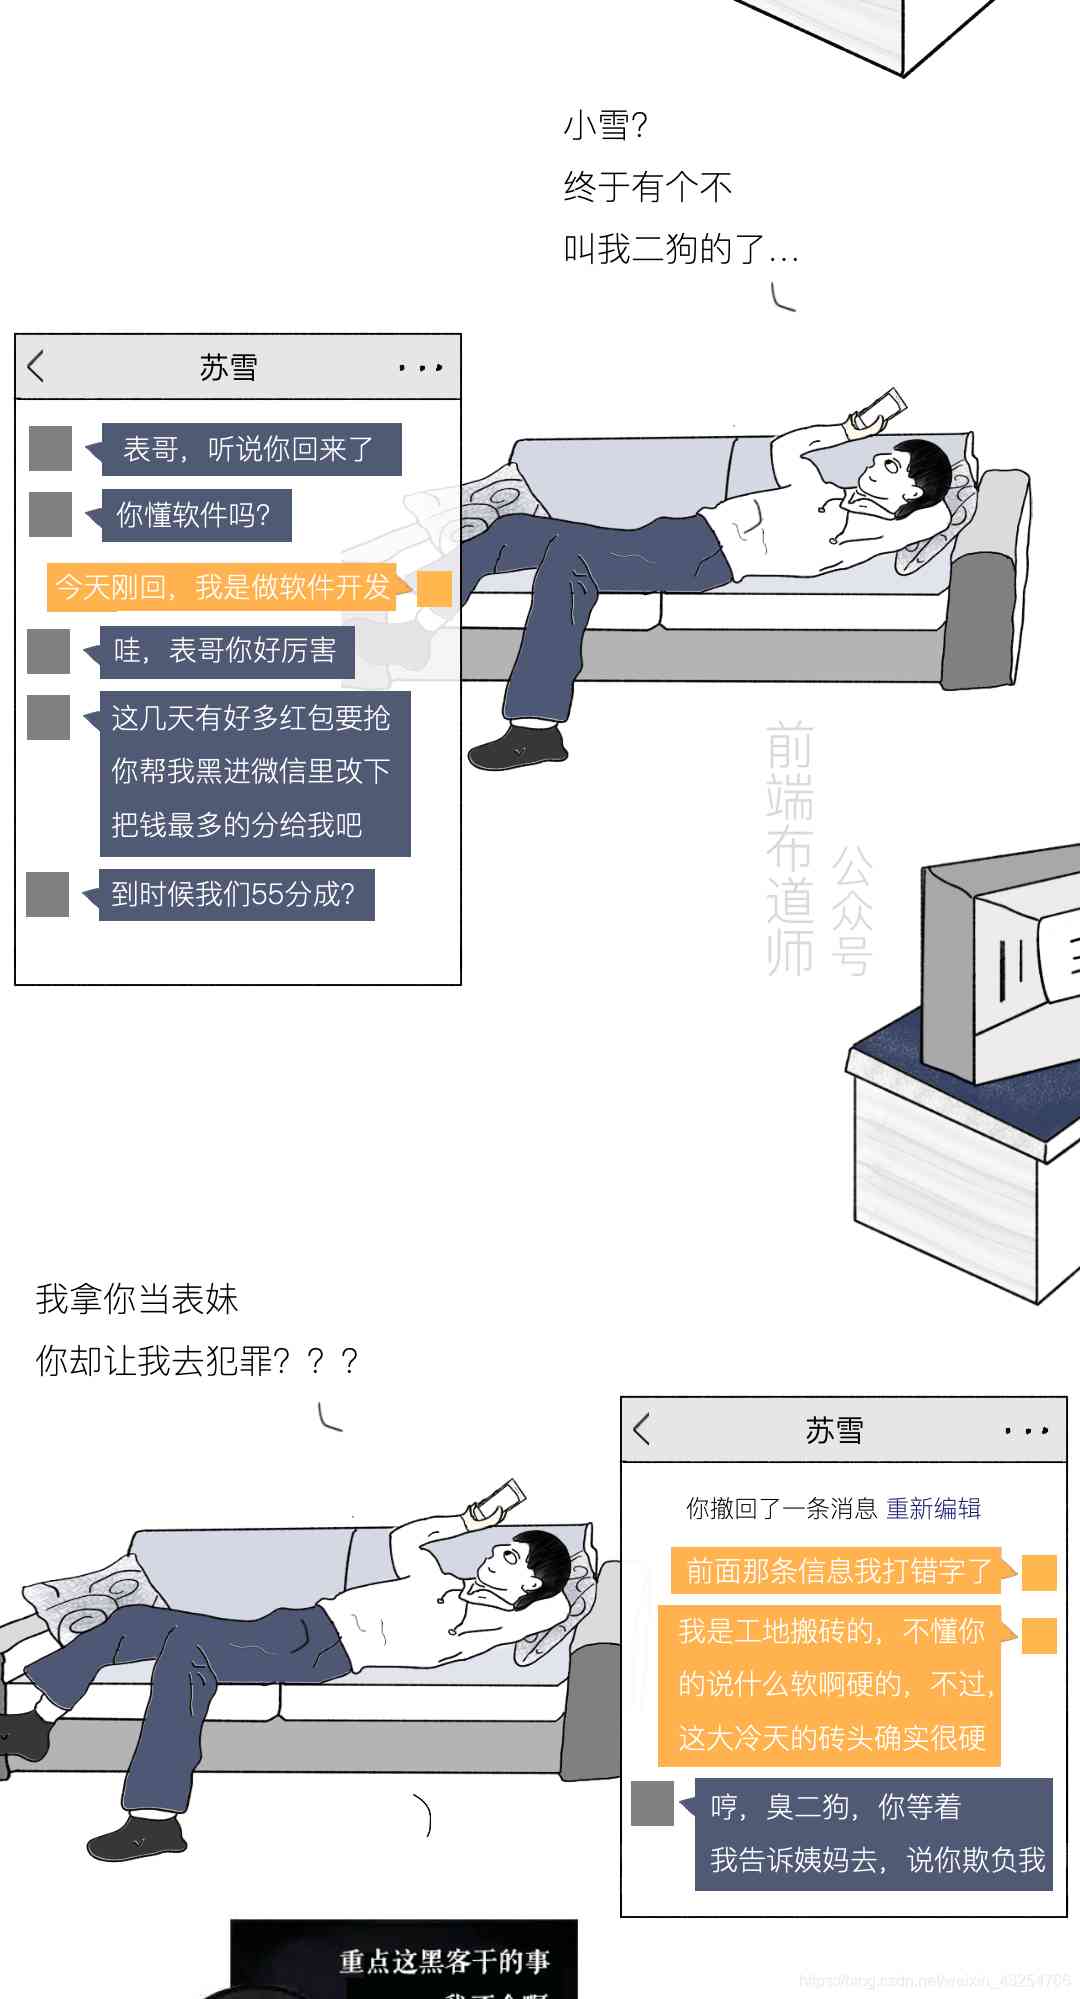 小雪？
终于有个不
叫我二狗的了...
苏雪
表哥，听说你回来了
你懂软件吗？
今天刚回，我是做软件开发
哇，表哥你好厉害
这几天有好多红包要抢
你帮我黑进微信里改下
把钱最多的分给我吧
到时候我们55分成？
前端布道师
公众号
我拿你当表妹
你却让我去犯罪？？？
苏雪
你撤回了一条消息 重新编辑
前面那条信息我打错字了
我是工地搬砖的，不懂你
的说什么软啊硬的，不过，
这大冷天的砖头确实很硬
哼，臭二狗，你等着
我告诉姨妈去，说你欺负我
重点这黑客干的事
https://blog.csdn.net/weixin_43254766